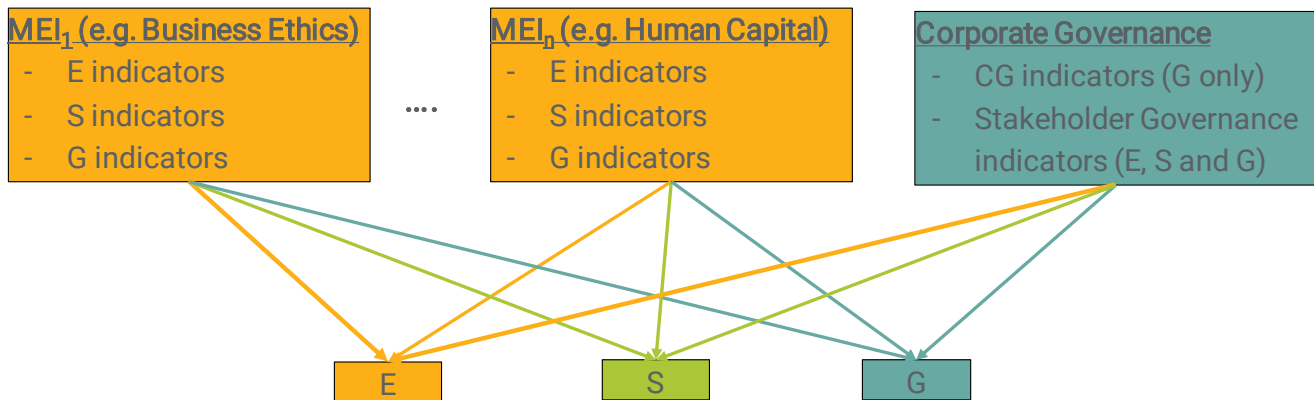 MEI1 (e.g. Business Ethics)
- E indicators
- S indicators
- G indicators
....
MEIn (e.g. Human Capital)
- E indicators
- S indicators
- G indicators
Corporate Governance
- CG indicators (G only)
- Stakeholder Governance
indicators (E, S and G)
E
S
G